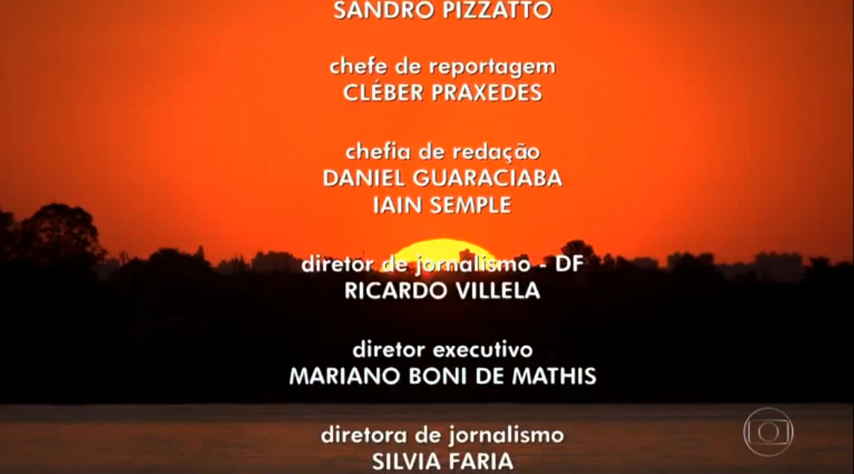 SANDRO PIZZATTO
chefe de reportagem
CLÉBER PRAXEDES
chefia de redação
DANIEL GUARACIABA
IAIN SEMPLE
diretor de jornalismo - DF
RICARDO VILLELA
diretor executivo
MARIANO BONI DE MATHIS
diretora de jornalismo
SILVIA FARIA